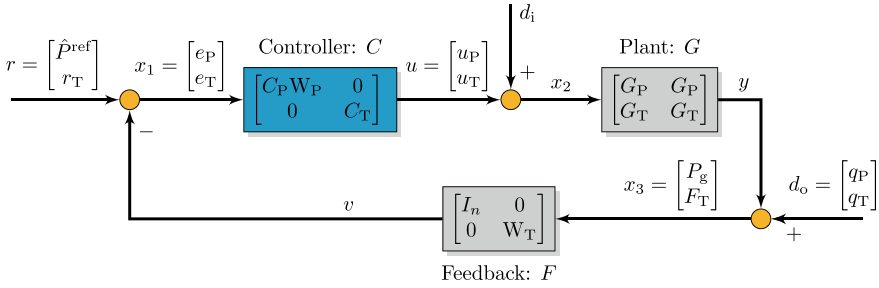 d_i
Controller: C
Plant: G
r = [P̂^ref r_T]
x_1 = [e_P e_T]
u = [u_P u_T]
[C_P W_P 0
0 C_T]
+
x_2
[G_P G_P
G_T G_T]
y
−
x_3 = [P_g F_T]
d_o = [q_P q_T]
v
[I_n 0
0 W_T]
+
Feedback: F